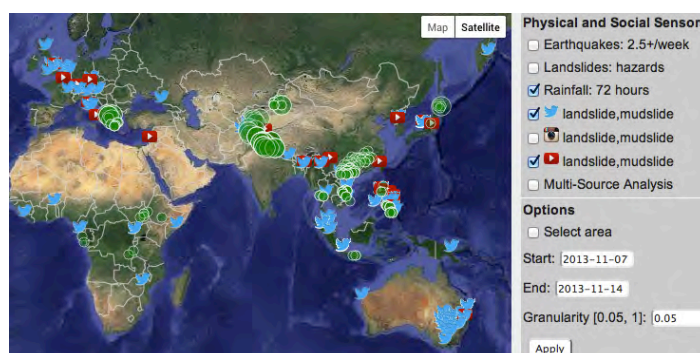 Map Satellite
Physical and Social Sensor
Earthquakes: 2.5+/week
Landslides: hazards
Rainfall: 72 hours
landslide,mudslide
landslide,mudslide
landslide,mudslide
Multi-Source Analysis
Options
Select area
Start: 2013-11-07
End: 2013-11-14
Granularity [0.05, 1]: 0.05
Apply